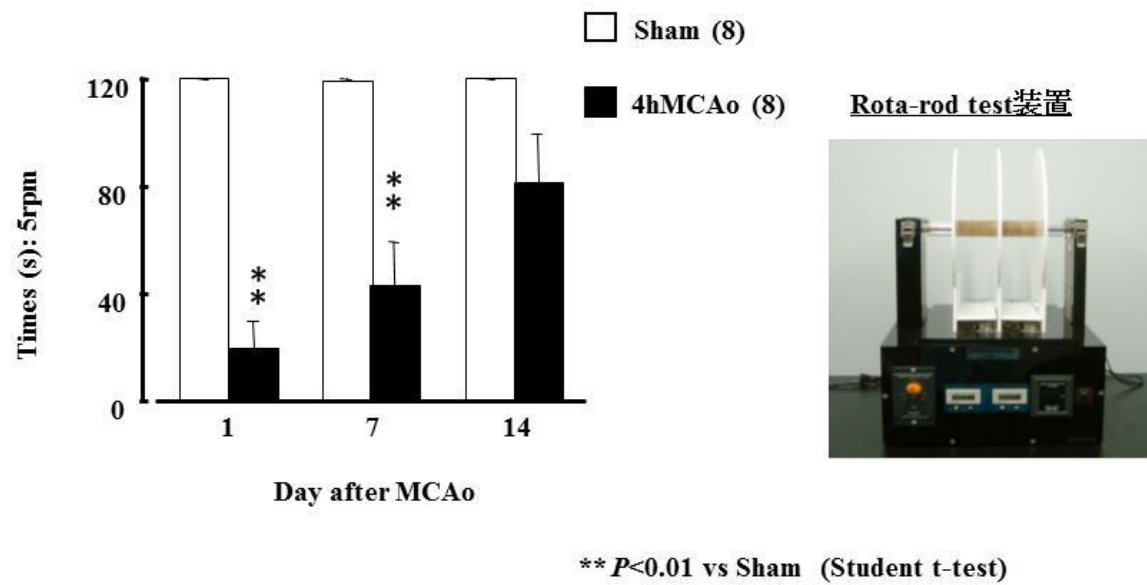 Sham (8)
4hMCAo (8)
Rota-rod test装置
120
80
40
0
Times (s): 5rpm
**
**
1
7
14
Day after MCAo
** P<0.01 vs Sham (Student t-test)